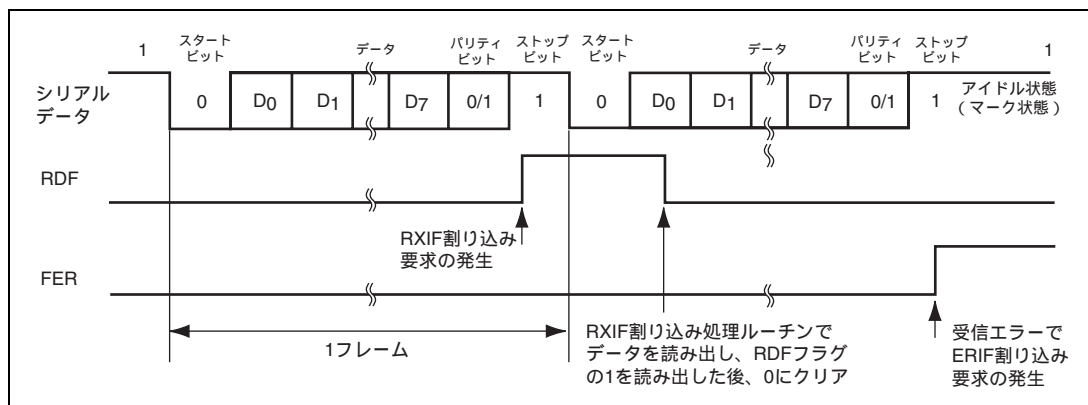 1 スタート
ビット データ パリティ
ビット ストップ
ビット スタート
ビット データ パリティ
ビット ストップ
ビット 1
シリアル
データ 0 D0 D1 D7 0/1 1 0 D0 D1 D7 0/1 1 アイドル状態
(マーク状態)
RDF
RXIF割り込み
要求の発生
FER
1フレーム
RXIF割り込み処理ルーチンで
データを読み出し、RDFフラグ
の1を読み出した後、0にクリア
受信エラーで
ERIF割り込み
要求の発生